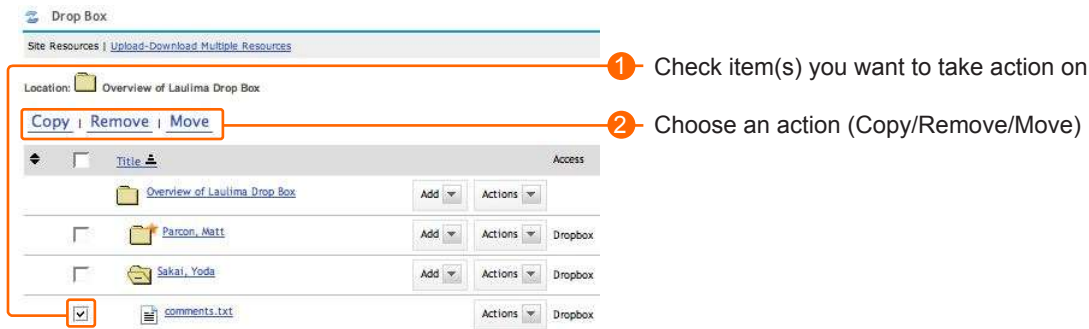 Drop Box
Site Resources | Upload-Download Multiple Resources
1 Check item(s) you want to take action on
Location: Overview of Laulima Drop Box
Copy | Remove | Move
2 Choose an action (Copy/Remove/Move)
Title Access
Overview of Laulima Drop Box Add Actions
Parcon, Matt Add Actions Dropbox
Sakai, Yoda Add Actions Dropbox
comments.txt Actions Dropbox